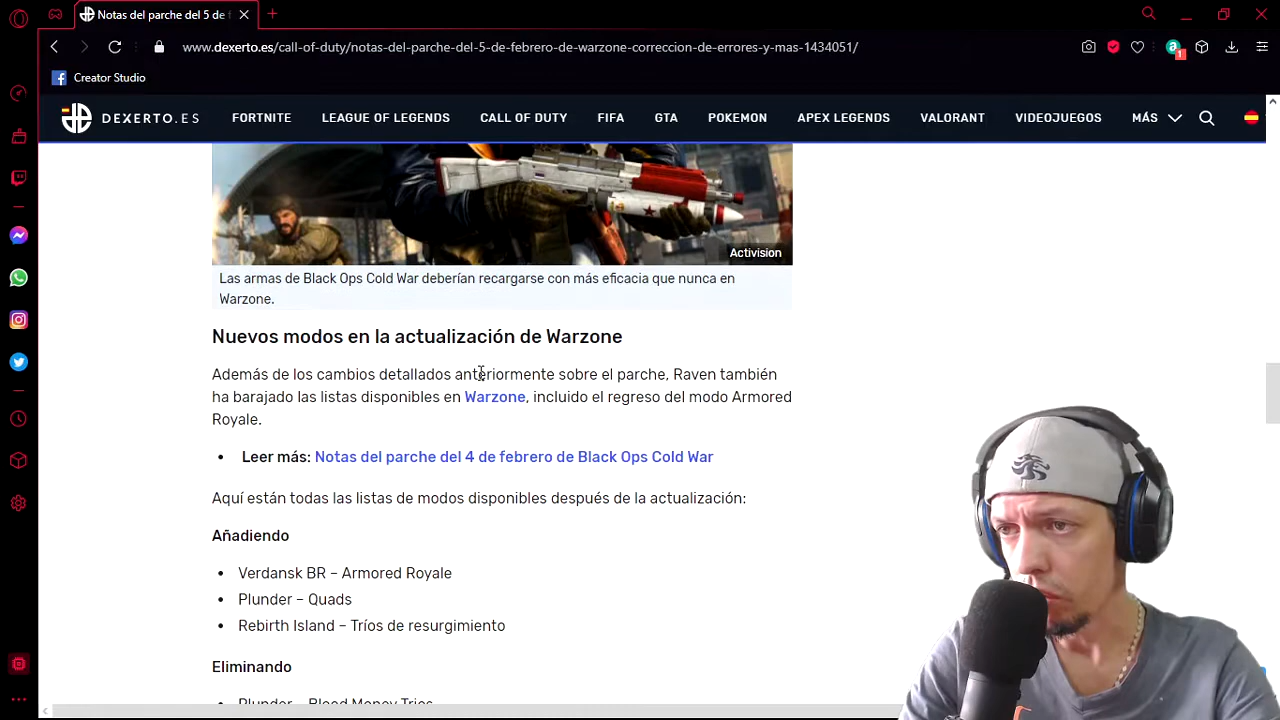 Notas del parche del 5 de f
www.dexerto.es/call-of-duty/notas-del-parche-del-5-de-febrero-de-warzone-correccion-de-errores-y-mas-1434051/
1
Creator Studio
DEXERTO.ES
FORTNITE
LEAGUE OF LEGENDS
CALL OF DUTY
FIFA
GTA
POKEMON
APEX LEGENDS
VALORANT
VIDEOJUEGOS
MÁS
Activision
Las armas de Black Ops Cold War deberían recargarse con más eficacia que nunca en
Warzone.
Nuevos modos en la actualización de Warzone
Además de los cambios detallados anteriormente sobre el parche, Raven también
ha barajado las listas disponibles en Warzone, incluido el regreso del modo Armored
Royale.
• Leer más: Notas del parche del 4 de febrero de Black Ops Cold War
Aquí están todas las listas de modos disponibles después de la actualización:
Añadiendo
• Verdansk BR – Armored Royale
• Plunder – Quads
• Rebirth Island – Tríos de resurgimiento
Eliminando
• Plunder – Blood Money Trios